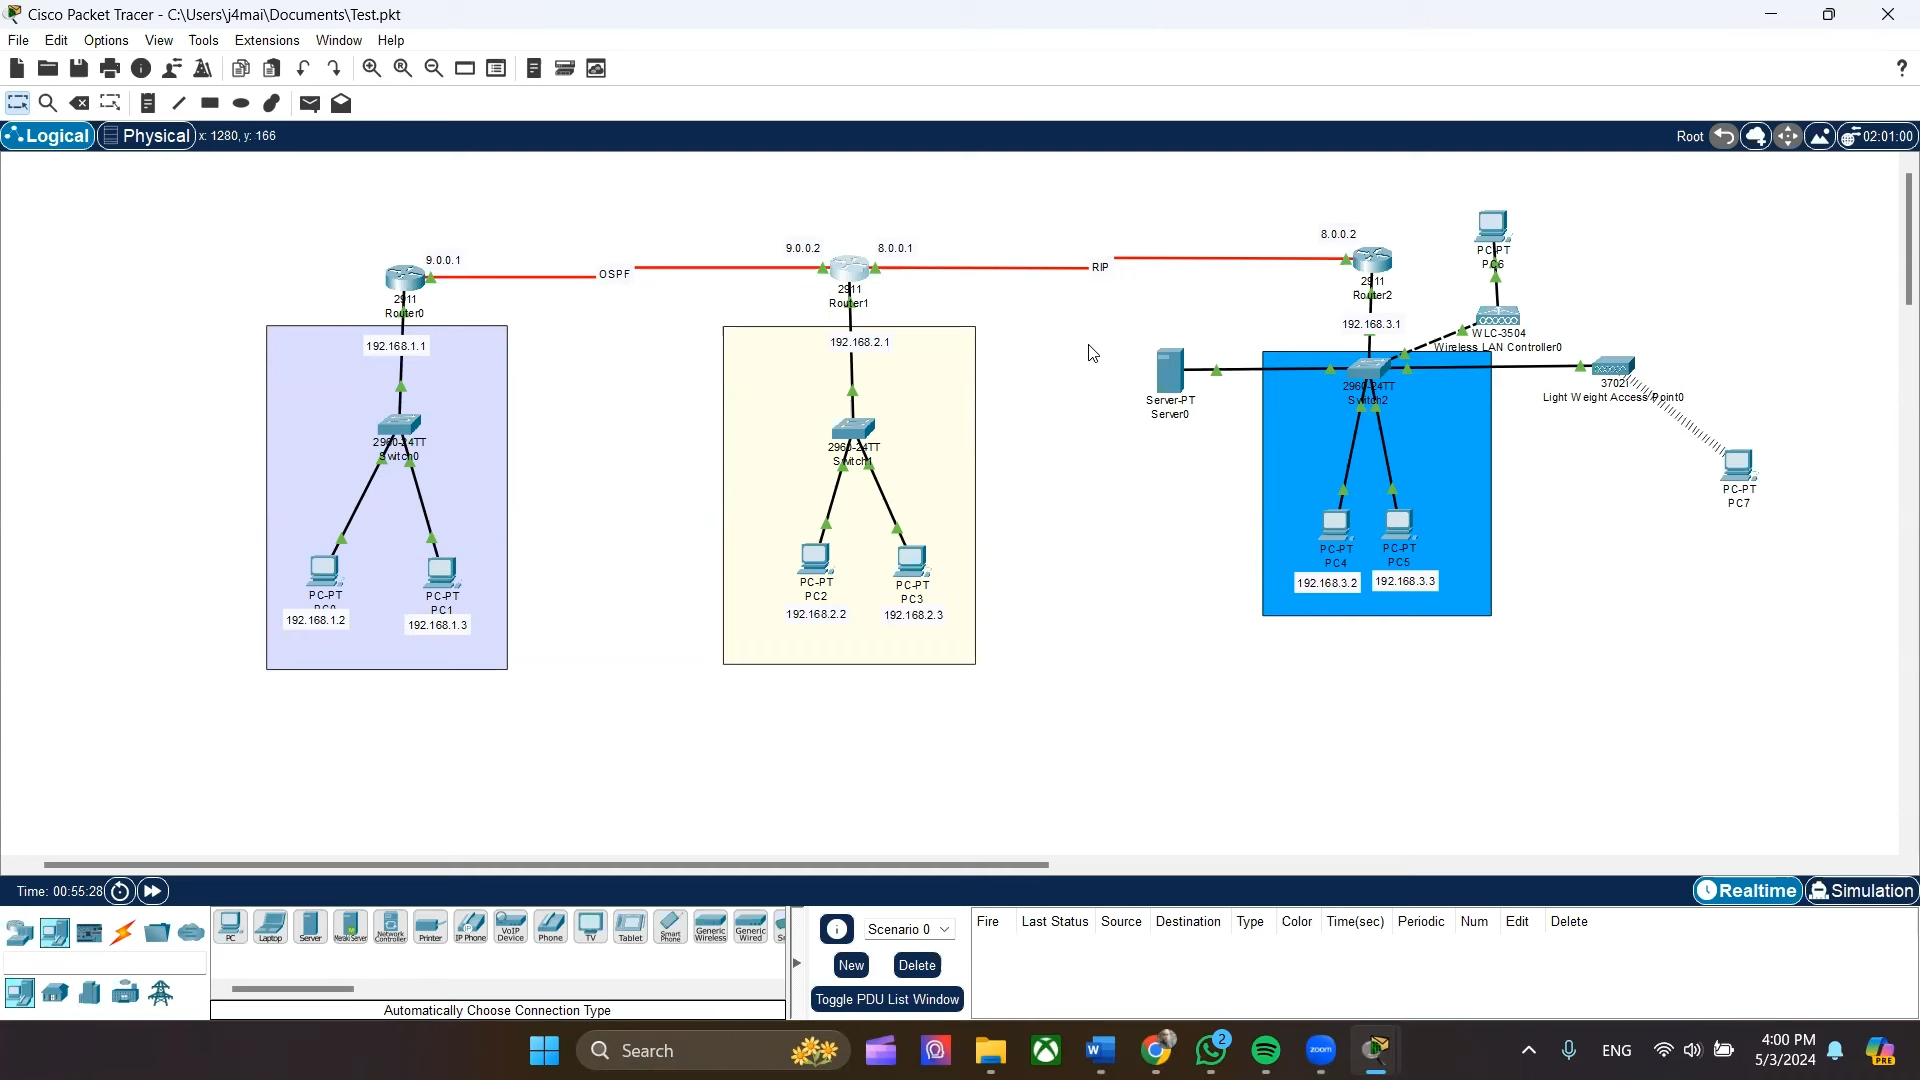 Cisco Packet Tracer - C:\Users\j4mai\Documents\Test.pkt
File Edit Options View Tools Extensions Window Help
?
Logical Physical x: 1280, y: 166 Root 02:01:00
8.0.0.2
9.0.0.2 8.0.0.1
9.0.0.1
PC-PT
PC6
OSPF
RIP
2911
Router0
2911
Router1
2911
Router2
192.168.1.1
192.168.2.1
192.168.3.1
WLC-3504
Wireless LAN Controller0
Server-PT
Server0
2960-24TT
Switch2
3702i
Light Weight Access Point0
2960-24TT
Switch0
2960-24TT
Switch1
PC-PT
PC7
PC-PT
PC4
PC-PT
PC5
192.168.3.2 192.168.3.3
PC-PT
PC0
PC-PT
PC1
192.168.1.2 192.168.1.3
PC-PT
PC2
PC-PT
PC3
192.168.2.2 192.168.2.3
Time: 00:55:28 Realtime Simulation
PC Laptop Server Meraki Server Network Controller Printer IP Phone VoIP Device Phone TV Tablet Smart Phone Generic Wireless Generic Wired
Automatically Choose Connection Type
Scenario 0
New Delete
Toggle PDU List Window
Fire Last Status Source Destination Type Color Time(sec) Periodic Num Edit Delete
Search
zoom
2
ENG
4:00 PM
5/3/2024
PRE